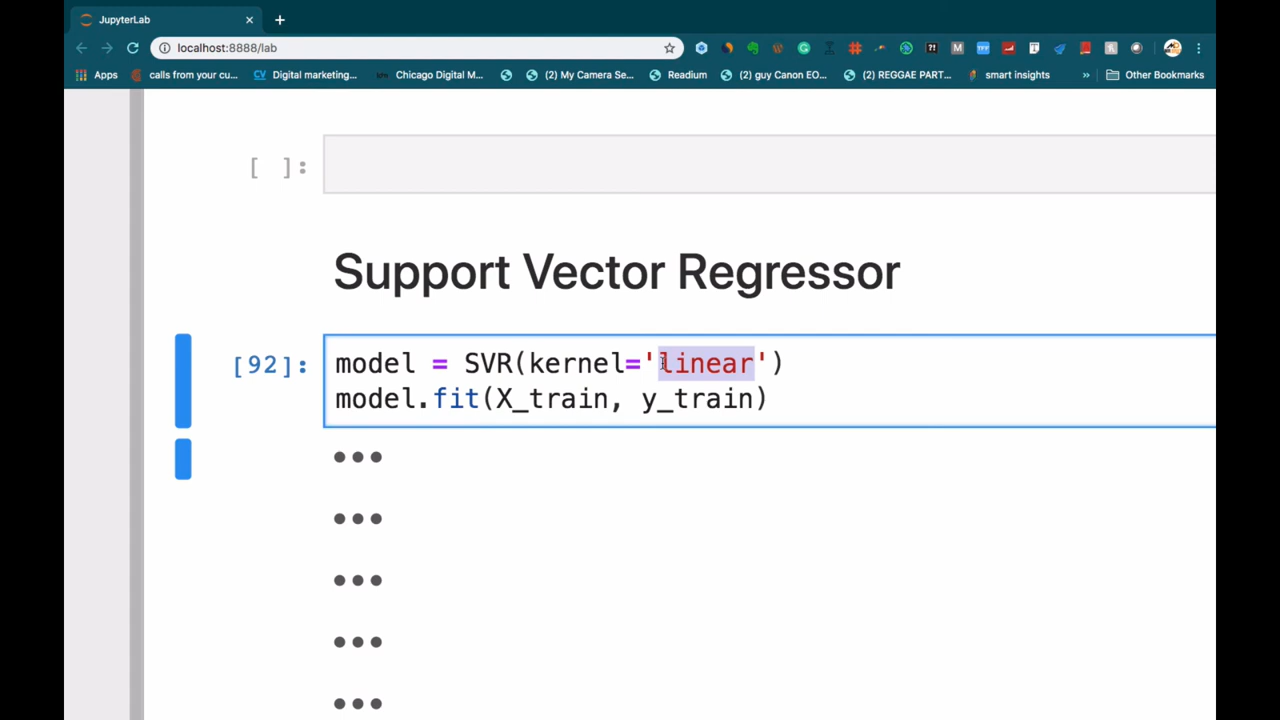 JupyterLab
localhost:8888/lab
Apps calls from your cu... Digital marketing... Chicago Digital M... (2) My Camera Se... Readium (2) guy Canon EO... (2) REGGAE PART... smart insights » Other Bookmarks
[ ]:
Support Vector Regressor
[92]: model = SVR(kernel='linear')
model.fit(X_train, y_train)